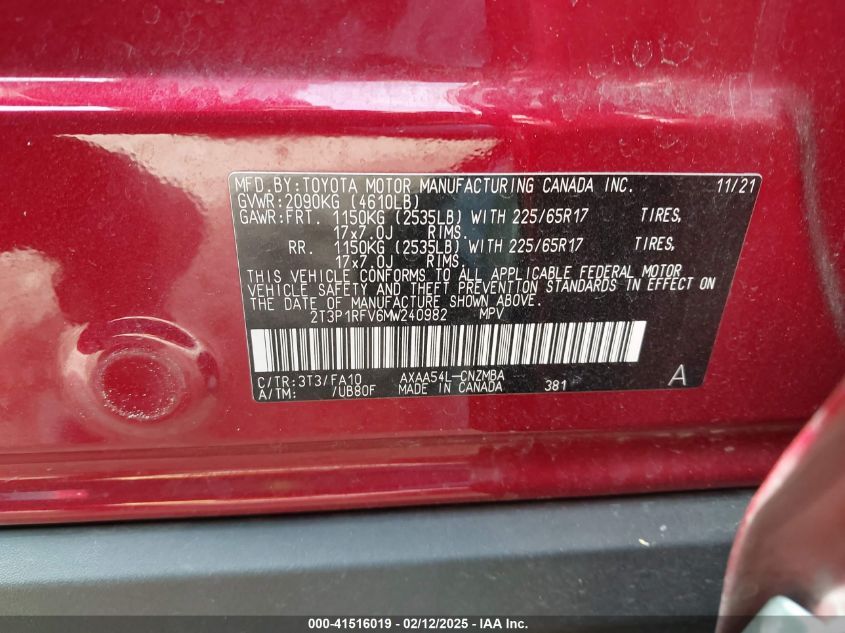 MFD.BY:TOYOTA MOTOR MANUFACTURING CANADA INC. 11/21
GVWR:2090KG (4610LB)
GAWR:FRT. 1150KG (2535LB) WITH 225/65R17 TIRES,
17x7.0J RIMS.
RR. 1150KG (2535LB) WITH 225/65R17 TIRES,
17x7.0J RIMS.
THIS VEHICLE CONFORMS TO ALL APPLICABLE FEDERAL MOTOR
VEHICLE SAFETY AND THEFT PREVENTION STANDARDS IN EFFECT ON
THE DATE OF MANUFACTURE SHOWN ABOVE.
2T3P1RFV6MW240982 MPV
C/TR:3T3/FA10 AXAA54L-CNZMBA
A/TM: /UB80F MADE IN CANADA 381 A
000-41516019 — 02/12/2025 — IAA Inc.